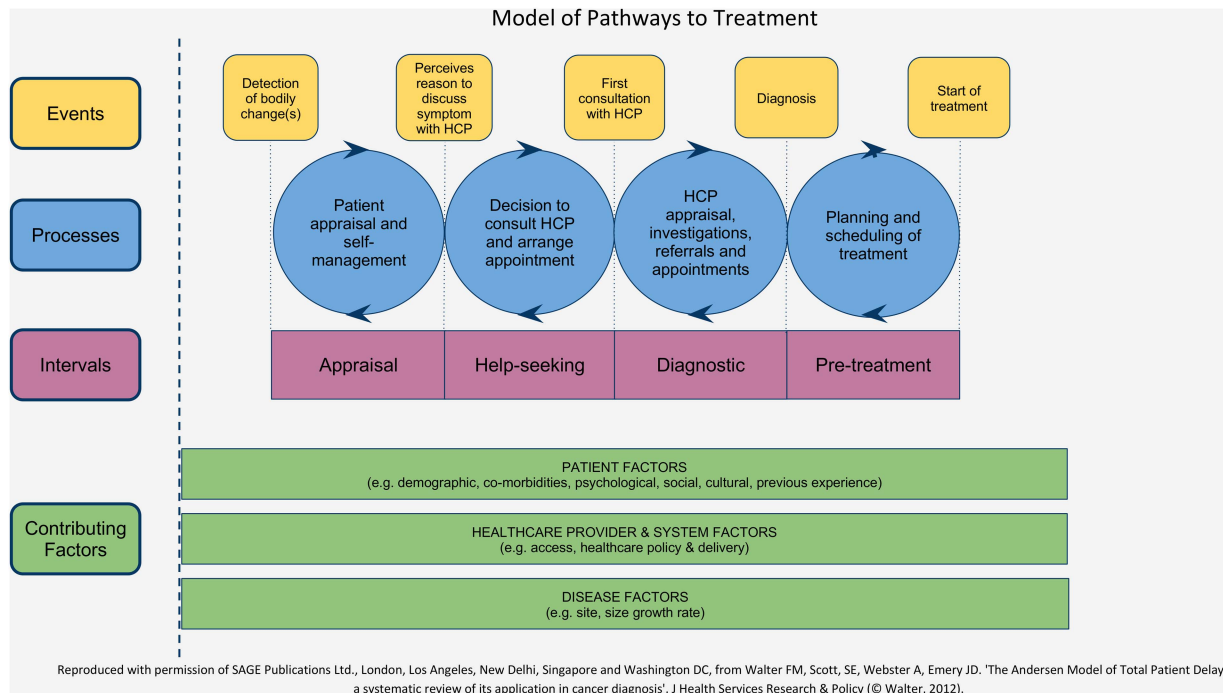 Model of Pathways to Treatment
Events
Detection
of bodily
change(s)
Perceives
reason to
discuss
symptom
with HCP
First
consultation
with HCP
Diagnosis
Start of
treatment
Processes
Patient
appraisal and
self-
management
Decision to
consult HCP
and arrange
appointment
HCP
appraisal,
investigations,
referrals and
appointments
Planning and
scheduling of
treatment
Intervals
Appraisal
Help-seeking
Diagnostic
Pre-treatment
Contributing
Factors
PATIENT FACTORS
(e.g. demographic, co-morbidities, psychological, social, cultural, previous experience)
HEALTHCARE PROVIDER & SYSTEM FACTORS
(e.g. access, healthcare policy & delivery)
DISEASE FACTORS
(e.g. site, size growth rate)
Reproduced with permission of SAGE Publications Ltd., London, Los Angeles, New Delhi, Singapore and Washington DC, from Walter FM, Scott, SE, Webster A, Emery JD. 'The Andersen Model of Total Patient Delay
a systematic review of its application in cancer diagnosis'. J Health Services Research & Policy (© Walter, 2012).